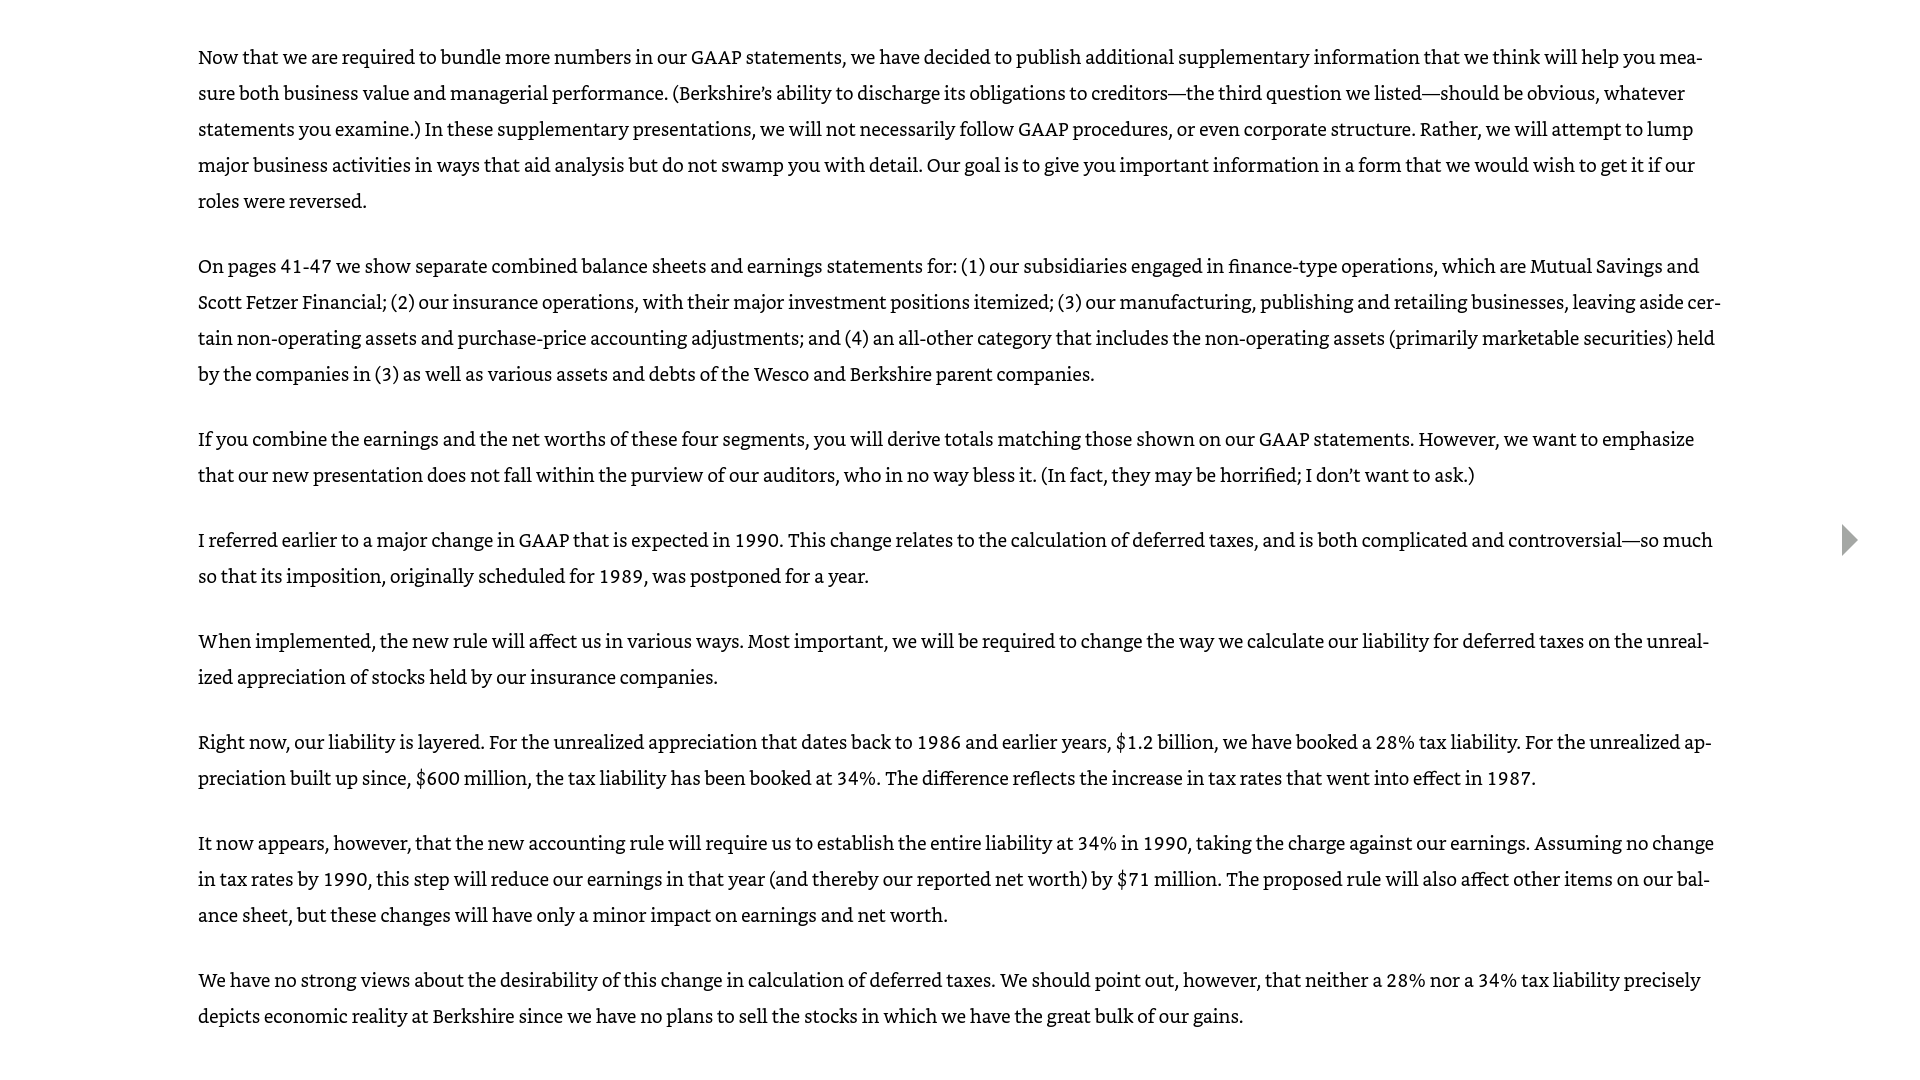 Now that we are required to bundle more numbers in our GAAP statements, we have decided to publish additional supplementary information that we think will help you mea-
sure both business value and managerial performance. (Berkshire’s ability to discharge its obligations to creditors—the third question we listed—should be obvious, whatever
statements you examine.) In these supplementary presentations, we will not necessarily follow GAAP procedures, or even corporate structure. Rather, we will attempt to lump
major business activities in ways that aid analysis but do not swamp you with detail. Our goal is to give you important information in a form that we would wish to get it if our
roles were reversed.
On pages 41-47 we show separate combined balance sheets and earnings statements for: (1) our subsidiaries engaged in finance-type operations, which are Mutual Savings and
Scott Fetzer Financial; (2) our insurance operations, with their major investment positions itemized; (3) our manufacturing, publishing and retailing businesses, leaving aside cer-
tain non-operating assets and purchase-price accounting adjustments; and (4) an all-other category that includes the non-operating assets (primarily marketable securities) held
by the companies in (3) as well as various assets and debts of the Wesco and Berkshire parent companies.
If you combine the earnings and the net worths of these four segments, you will derive totals matching those shown on our GAAP statements. However, we want to emphasize
that our new presentation does not fall within the purview of our auditors, who in no way bless it. (In fact, they may be horrified; I don’t want to ask.)
I referred earlier to a major change in GAAP that is expected in 1990. This change relates to the calculation of deferred taxes, and is both complicated and controversial—so much
so that its imposition, originally scheduled for 1989, was postponed for a year.
When implemented, the new rule will affect us in various ways. Most important, we will be required to change the way we calculate our liability for deferred taxes on the unreal-
ized appreciation of stocks held by our insurance companies.
Right now, our liability is layered. For the unrealized appreciation that dates back to 1986 and earlier years, $1.2 billion, we have booked a 28% tax liability. For the unrealized ap-
preciation built up since, $600 million, the tax liability has been booked at 34%. The difference reflects the increase in tax rates that went into effect in 1987.
It now appears, however, that the new accounting rule will require us to establish the entire liability at 34% in 1990, taking the charge against our earnings. Assuming no change
in tax rates by 1990, this step will reduce our earnings in that year (and thereby our reported net worth) by $71 million. The proposed rule will also affect other items on our bal-
ance sheet, but these changes will have only a minor impact on earnings and net worth.
We have no strong views about the desirability of this change in calculation of deferred taxes. We should point out, however, that neither a 28% nor a 34% tax liability precisely
depicts economic reality at Berkshire since we have no plans to sell the stocks in which we have the great bulk of our gains.